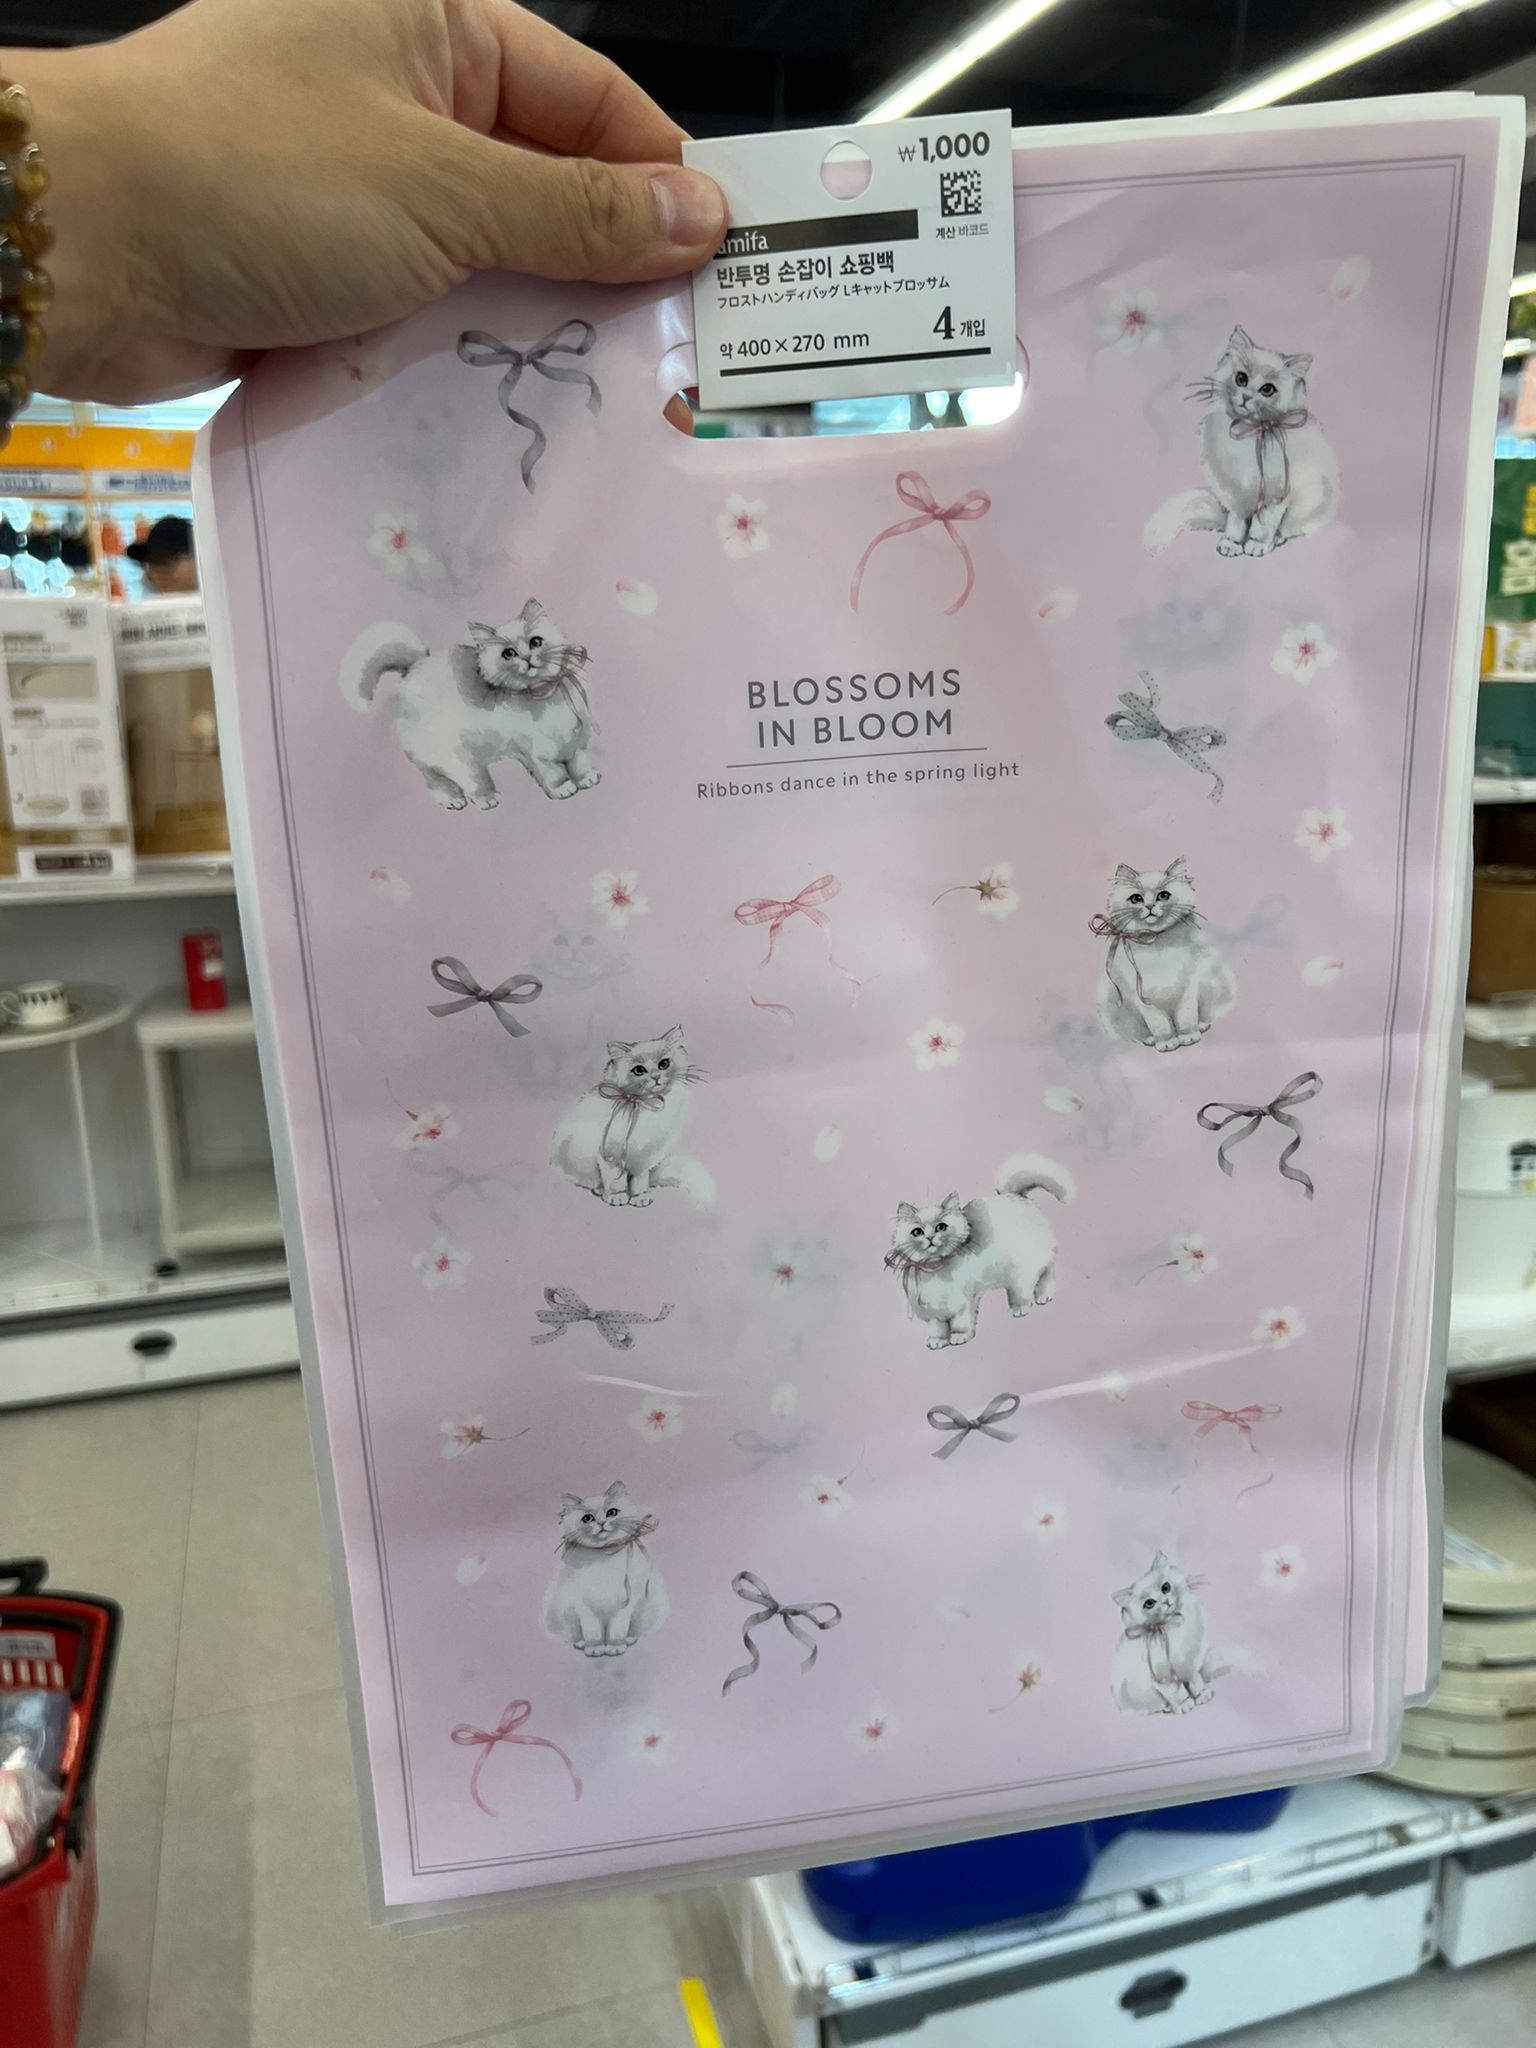 ₩1,000
계산 바코드
amifa
반투명 손잡이 쇼핑백
フロストハンディバッグ Lキャットブロッサム
약 400×270 mm
4개입
BLOSSOMS
IN BLOOM
Ribbons dance in the spring light